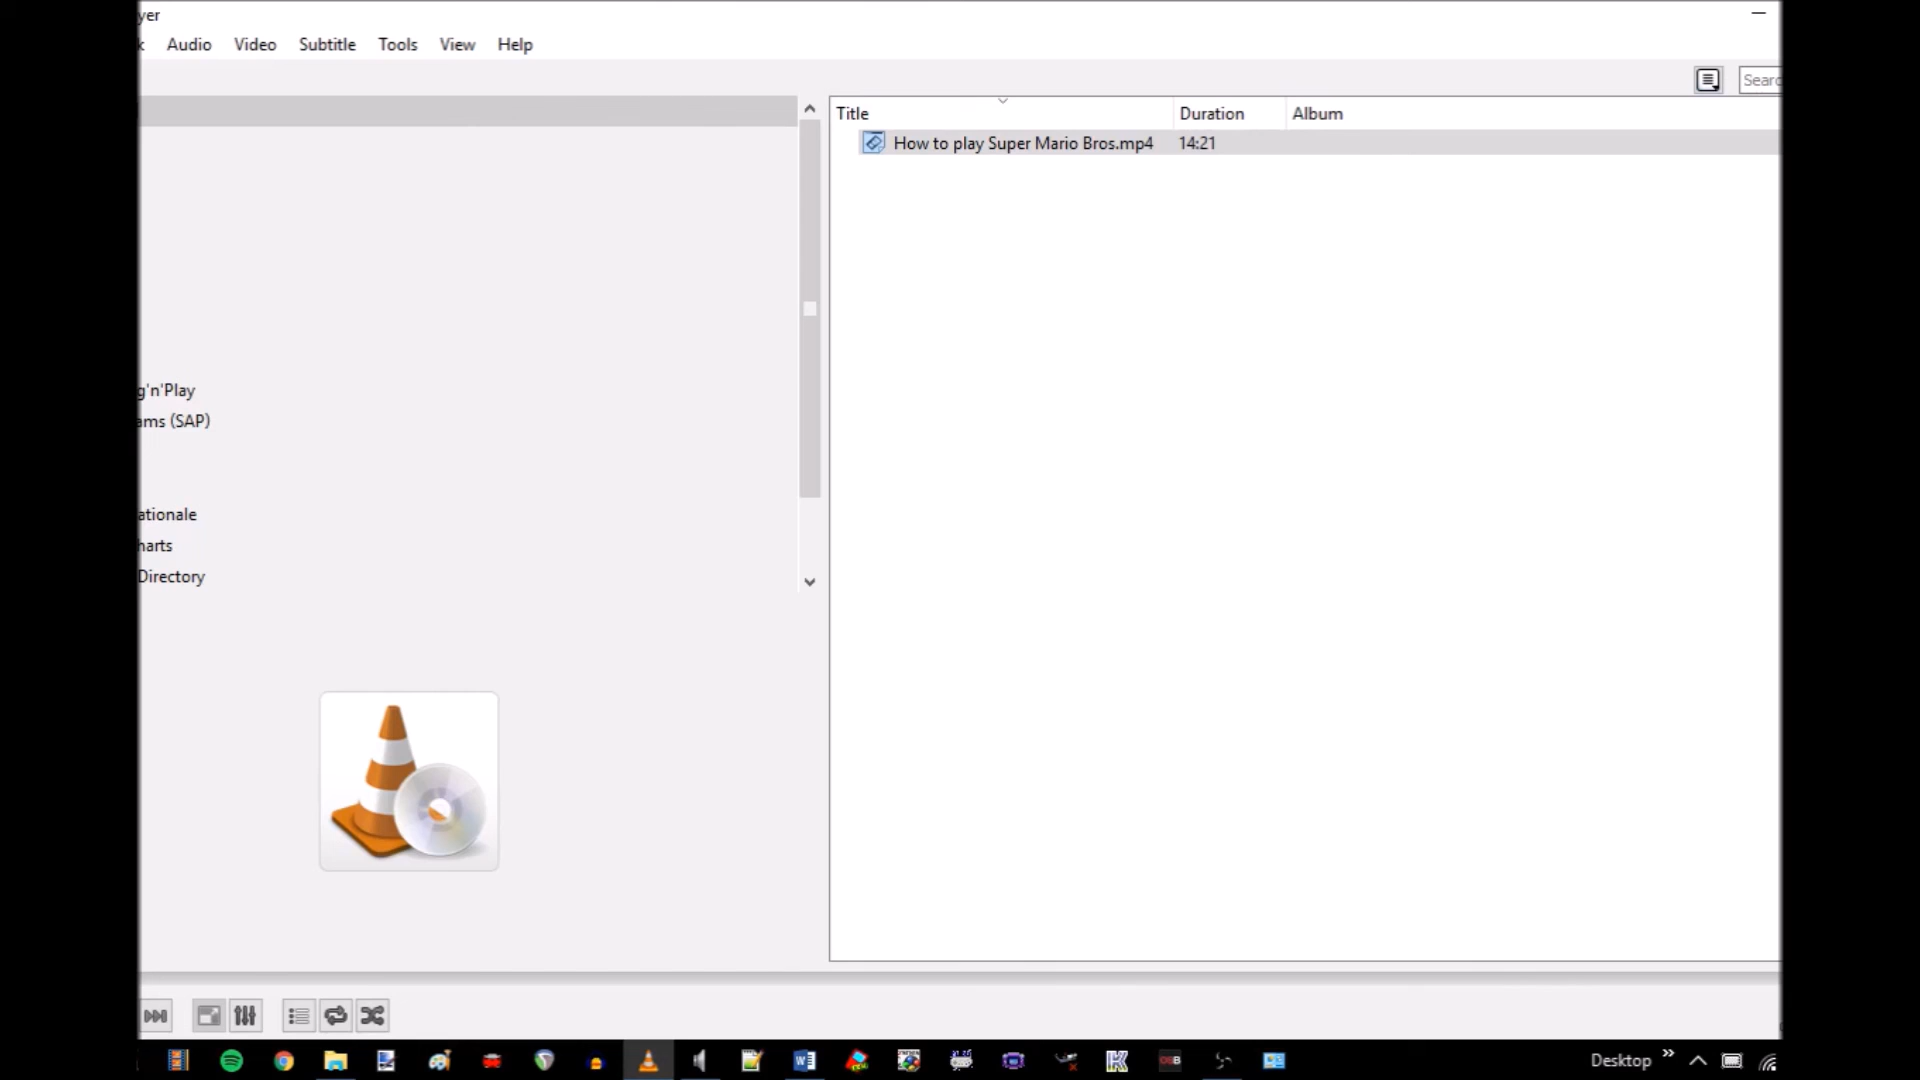 yer
k Audio Video Subtitle Tools View Help
Searc
Title Duration Album
How to play Super Mario Bros.mp4 14:21
g'n'Play
ams (SAP)
ationale
harts
Directory
Desktop